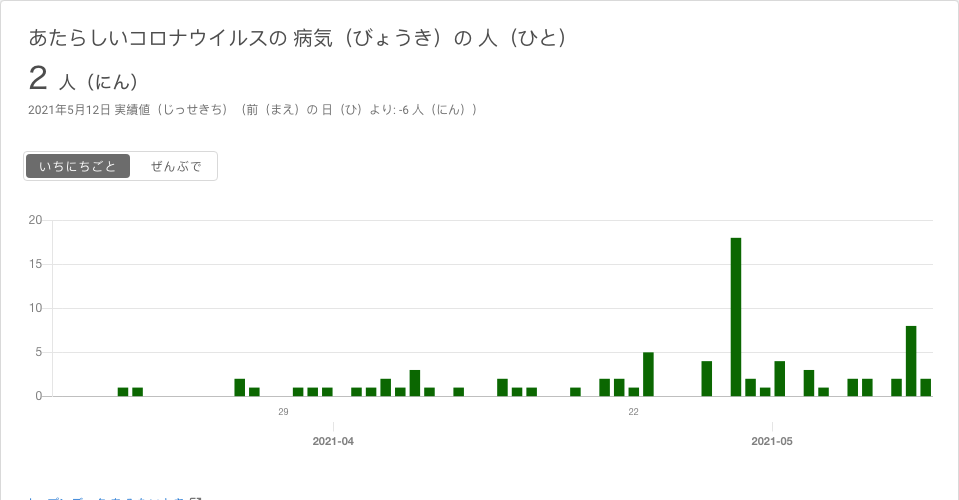 あたらしいコロナウイルスの 病気（びょうき）の 人（ひと）
2 人（にん）
2021年5月12日 実績値（じっせきち）（前（まえ）の 日（ひ）より: -6 人（にん））
いちにちごと ぜんぶで
20
15
10
5
0
29 22
2021-04 2021-05